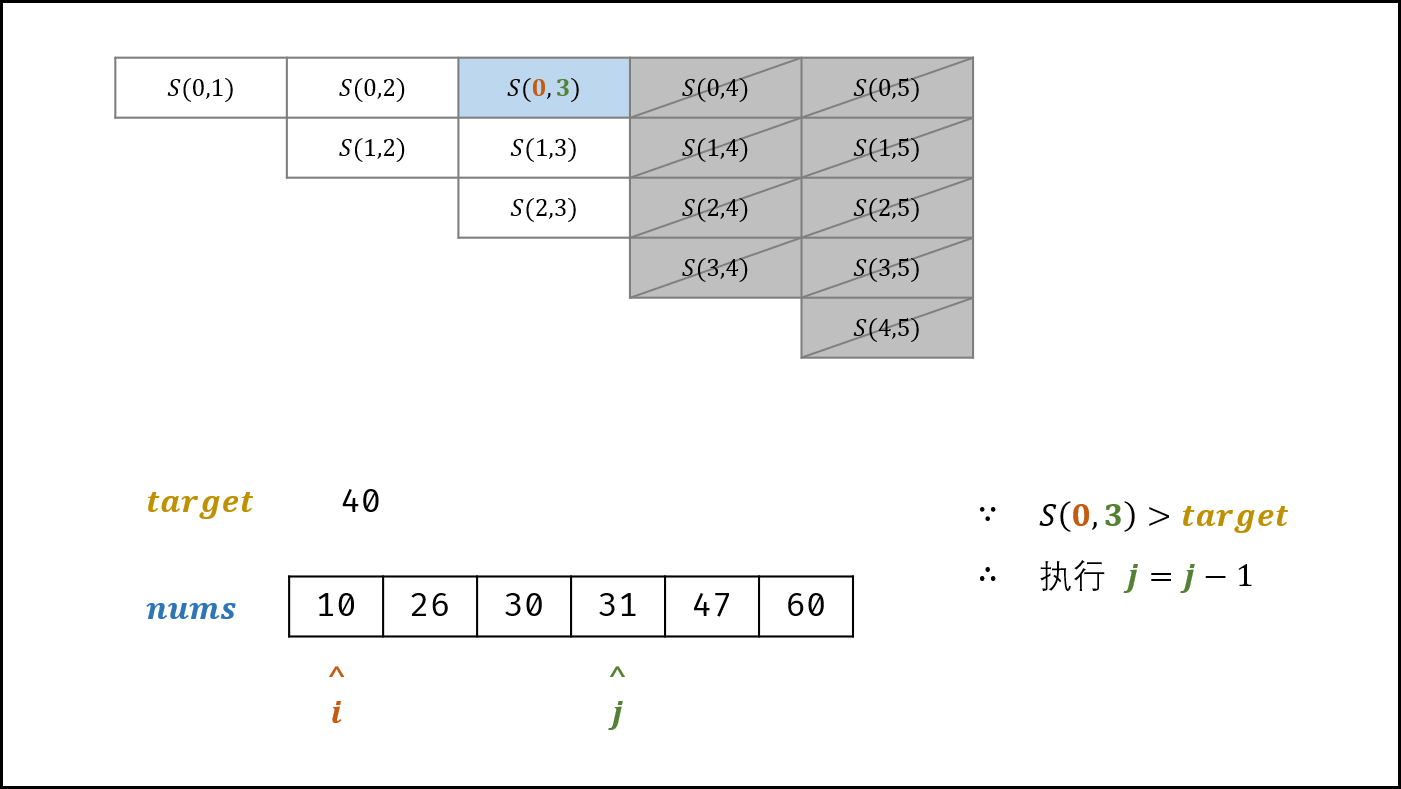 S(0,1) S(0,2) S(0,3) S(0,4) S(0,5)
S(1,2) S(1,3) S(1,4) S(1,5)
S(2,3) S(2,4) S(2,5)
S(3,4) S(3,5)
S(4,5)
target 40
∵ S(0,3) > target
∴ 执行 j = j − 1
nums 10 26 30 31 47 60
^ ^
i j